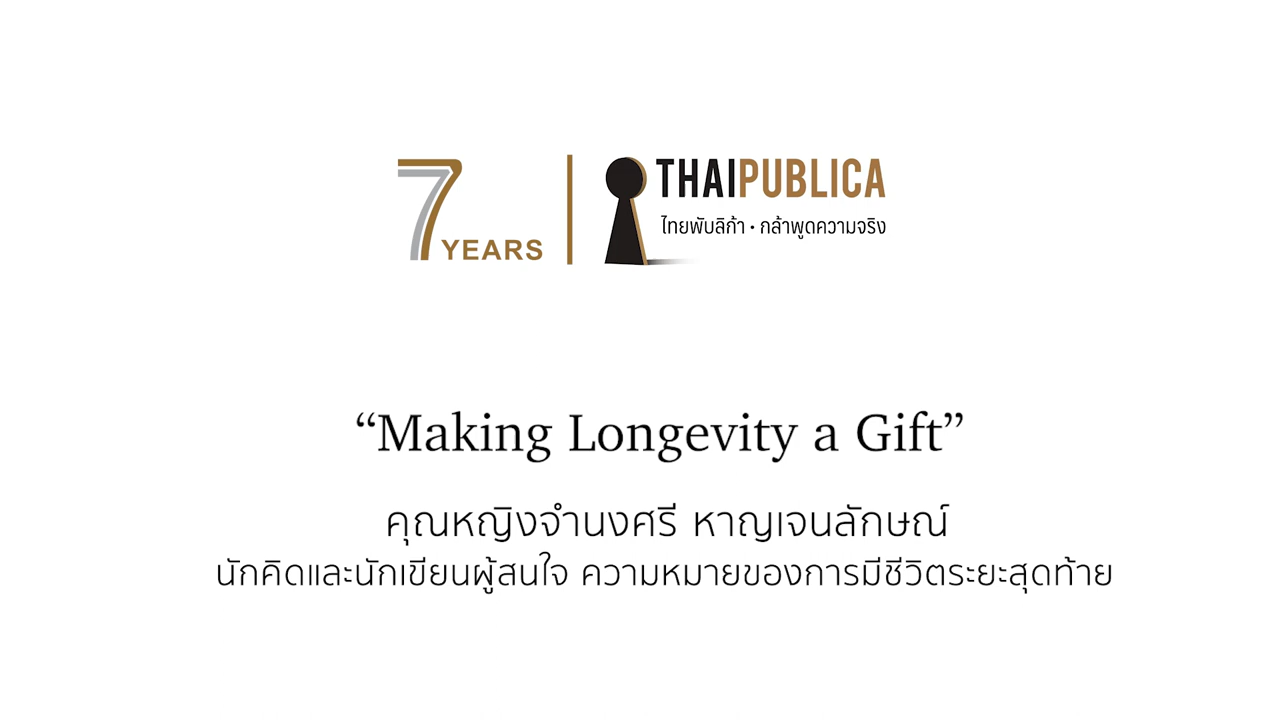 7 YEARS
THAIPUBLICA
ไทยพับลิก้า • กล้าพูดความจริง
“Making Longevity a Gift”
คุณหญิงจำนงศรี หาญเจนลักษณ์
นักคิดและนักเขียนผู้สนใจ ความหมายของการมีชีวิตระยะสุดท้าย